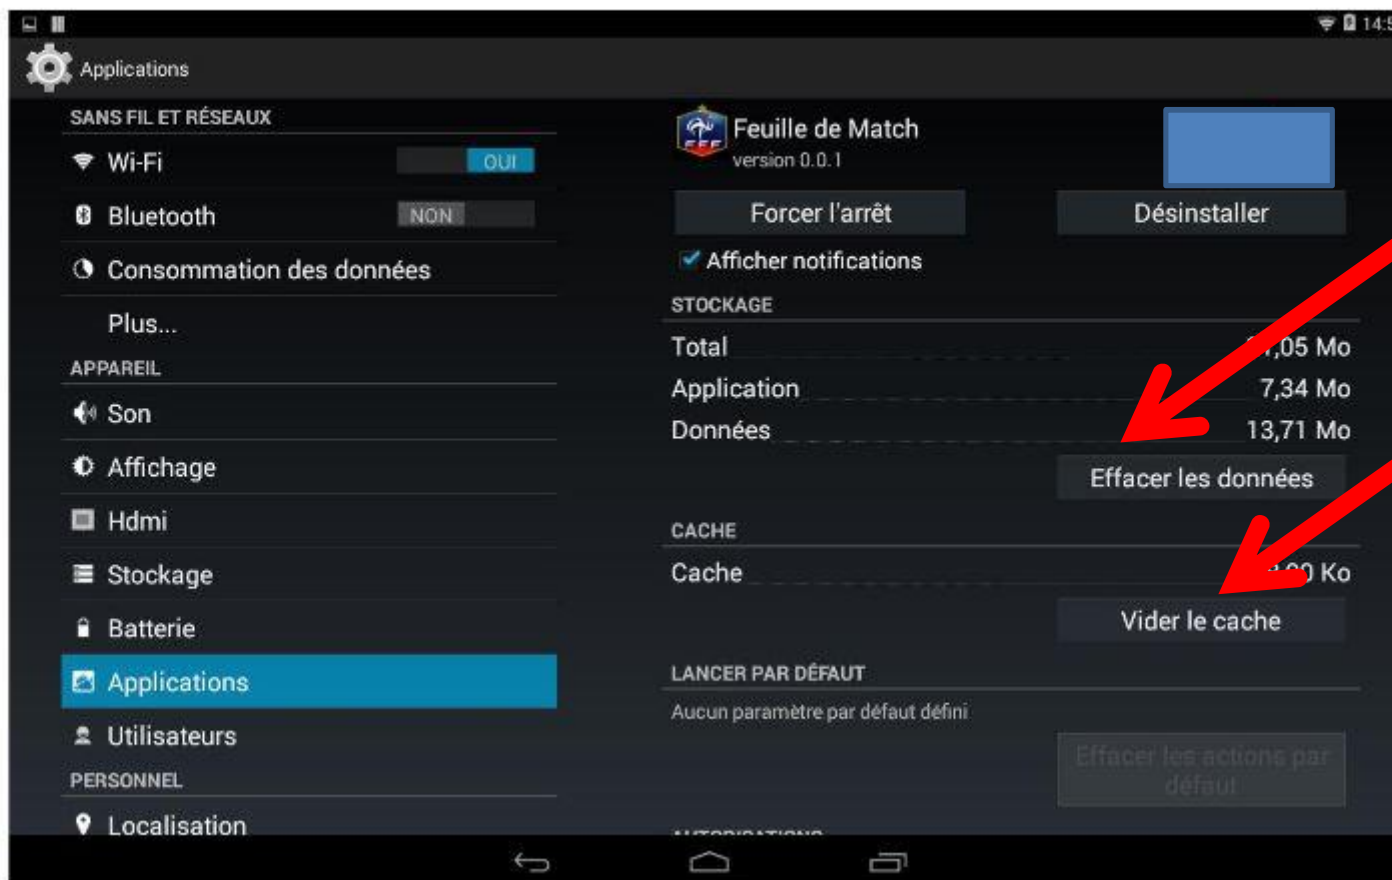 14:5
Applications
SANS FIL ET RÉSEAUX
Wi-Fi
OUI
Bluetooth
NON
Consommation des données
Plus...
APPAREIL
Son
Affichage
Hdmi
Stockage
Batterie
Applications
Utilisateurs
PERSONNEL
Localisation
FFF
Feuille de Match
version 0.0.1
Forcer l'arrêt
Désinstaller
Afficher notifications
STOCKAGE
Total
,05 Mo
Application
7,34 Mo
Données
13,71 Mo
Effacer les données
CACHE
Cache
Ko
Vider le cache
LANCER PAR DÉFAUT
Aucun paramètre par défaut défini
Effacer les actions par
défaut